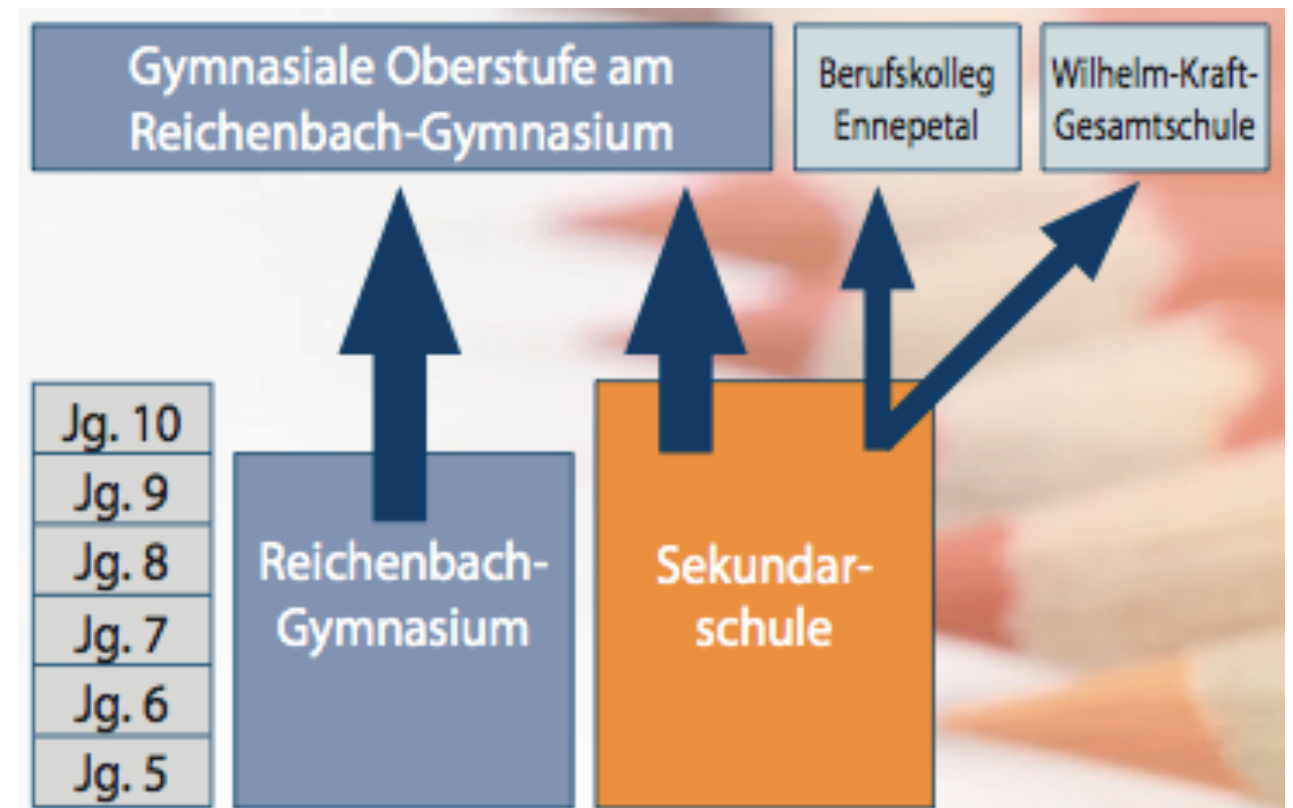 Gymnasiale Oberstufe am
Reichenbach-Gymnasium
Berufskolleg
Ennepetal
Wilhelm-Kraft-
Gesamtschule
Jg. 10
Jg. 9
Jg. 8
Jg. 7
Jg. 6
Jg. 5
Reichenbach-
Gymnasium
Sekundar-
schule